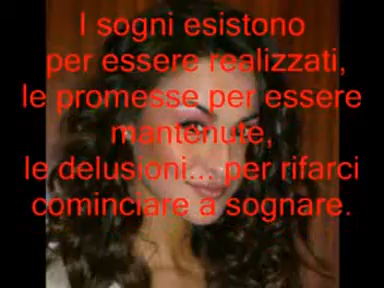 I sogni esistono
per essere realizzati,
le promesse per essere
mantenute,
le delusioni... per rifarci
cominciare a sognare.